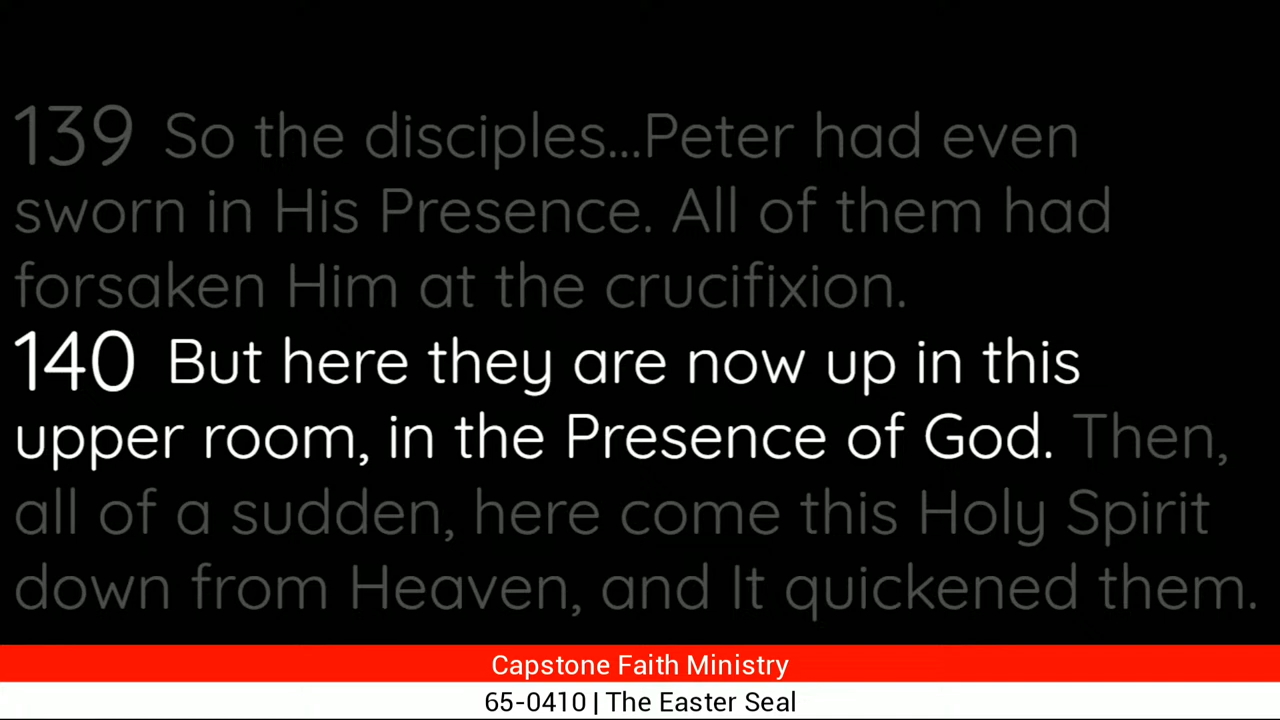 139 So the disciples...Peter had even
sworn in His Presence. All of them had
forsaken Him at the crucifixion.
140 But here they are now up in this
upper room, in the Presence of God. Then,
all of a sudden, here come this Holy Spirit
down from Heaven, and It quickened them.
Capstone Faith Ministry
65-0410 | The Easter Seal